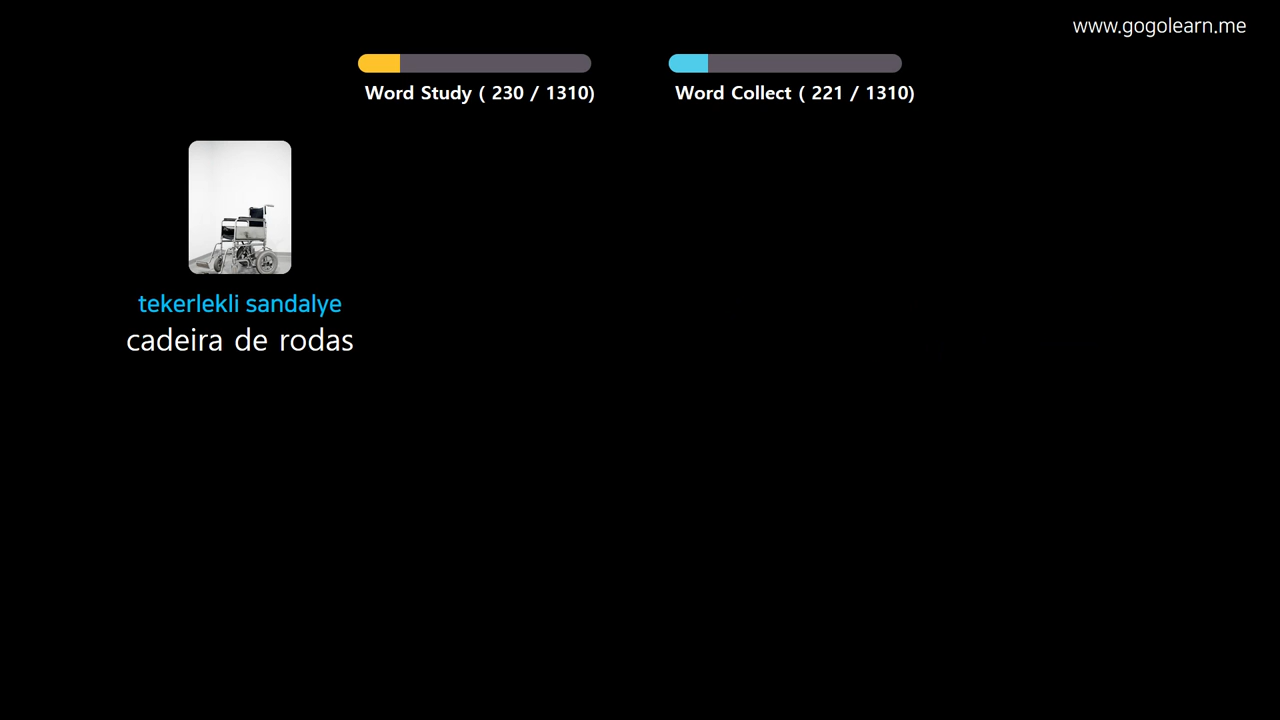 www.gogolearn.me
Word Study ( 230 / 1310)
Word Collect ( 221 / 1310)
tekerlekli sandalye
cadeira de rodas